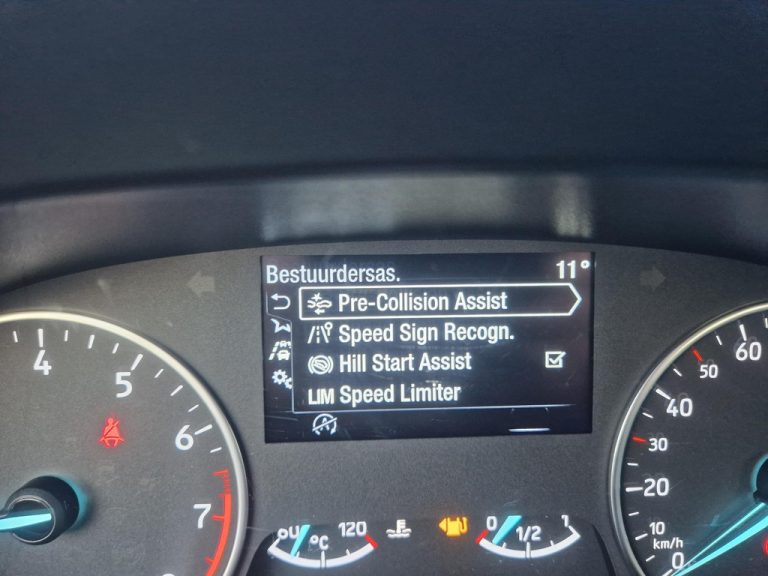 Bestuurdersas. 11°
Pre-Collision Assist
Speed Sign Recogn.
Hill Start Assist
LIM Speed Limiter
A
4
5
6
7
120
°C
0
1/2
1
60
50
40
30
20
10
km/h
0